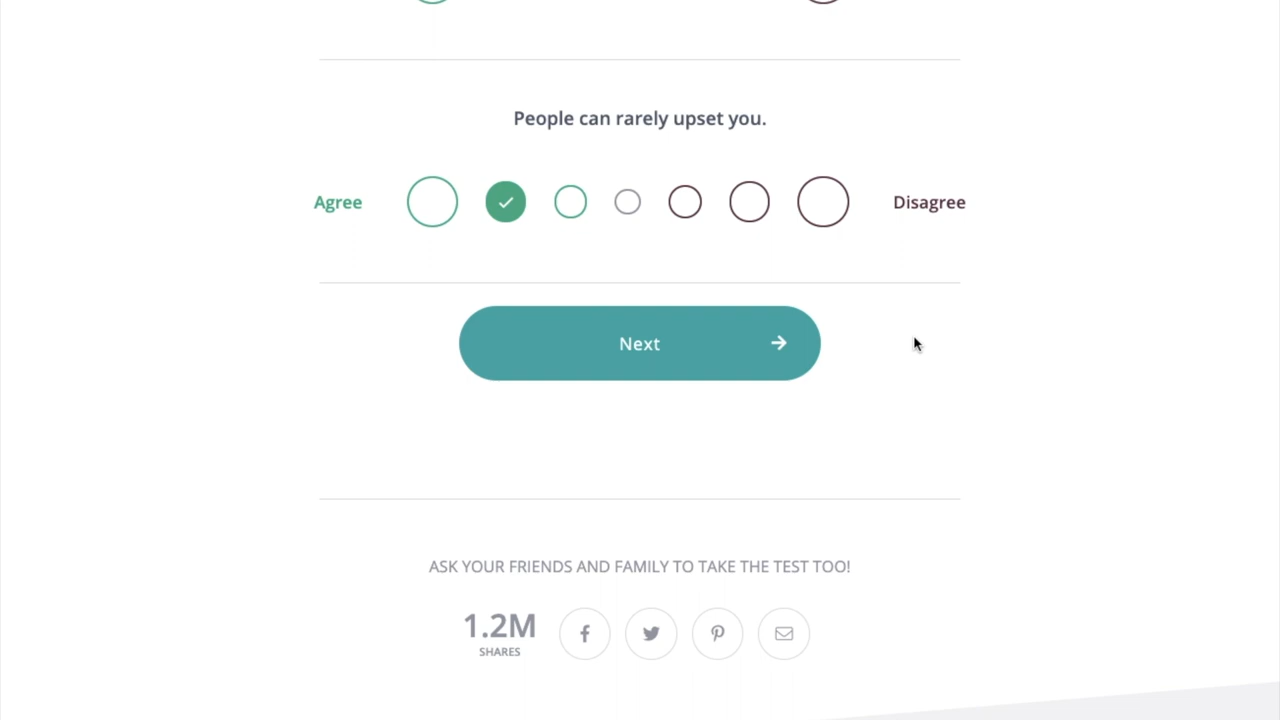 People can rarely upset you.
Agree
Disagree
Next
ASK YOUR FRIENDS AND FAMILY TO TAKE THE TEST TOO!
1.2M
SHARES